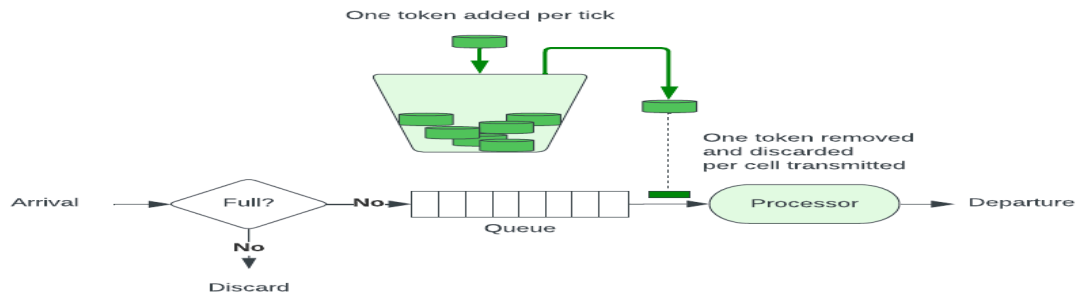 One token added per tick
One token removed
and discarded
per cell transmitted
Arrival
Full?
No
Queue
Processor
Departure
No
Discard